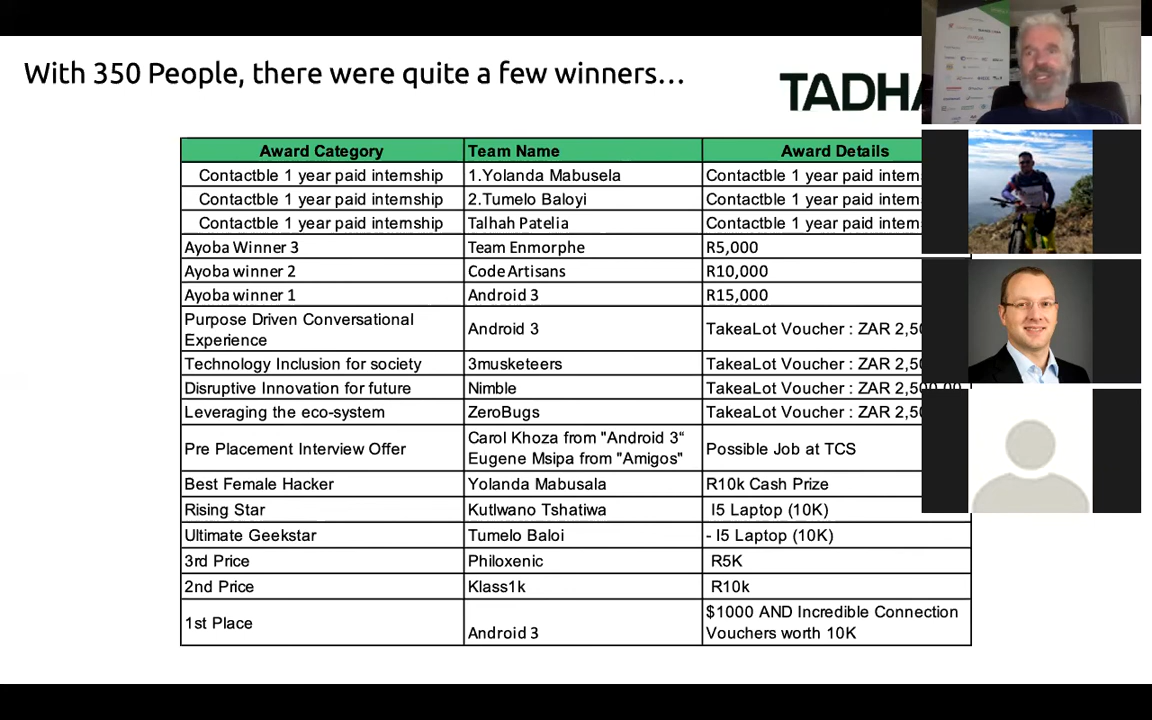 With 350 People, there were quite a few winners...
TADHA
Award Category Team Name Award Details
Contactble 1 year paid internship 1.Yolanda Mabusela Contactble 1 year paid intern
Contactble 1 year paid internship 2.Tumelo Baloyi Contactble 1 year paid intern
Contactble 1 year paid internship Talhah Patelia Contactble 1 year paid intern
Ayoba Winner 3 Team Enmorphe R5,000
Ayoba winner 2 Code Artisans R10,000
Ayoba winner 1 Android 3 R15,000
Purpose Driven Conversational
Experience Android 3 TakeaLot Voucher : ZAR 2,50
Technology Inclusion for society 3musketeers TakeaLot Voucher : ZAR 2,50
Disruptive Innovation for future Nimble TakeaLot Voucher : ZAR 2,500.00
Leveraging the eco-system ZeroBugs TakeaLot Voucher : ZAR 2,50
Pre Placement Interview Offer Carol Khoza from "Android 3“
Eugene Msipa from "Amigos" Possible Job at TCS
Best Female Hacker Yolanda Mabusala R10k Cash Prize
Rising Star Kutlwano Tshatiwa I5 Laptop (10K)
Ultimate Geekstar Tumelo Baloi - I5 Laptop (10K)
3rd Price Philoxenic R5K
2nd Price Klass1k R10k
1st Place Android 3 $1000 AND Incredible Connection
Vouchers worth 10K